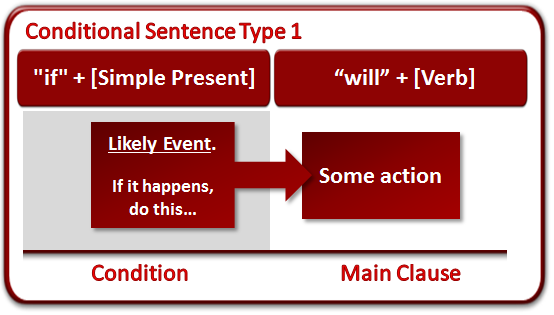 Conditional Sentence Type 1
"if" + [Simple Present]
“will” + [Verb]
Likely Event.
If it happens,
do this...
Some action
Condition
Main Clause